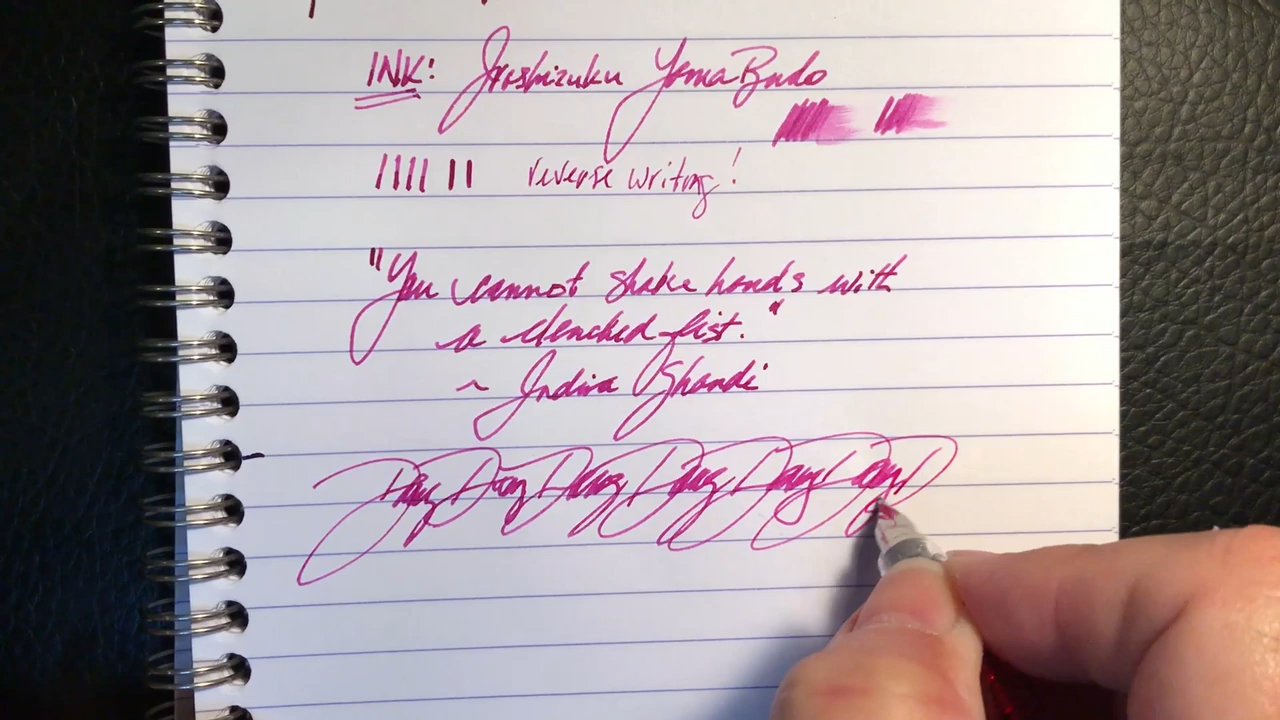 INK: Iroshizuku Yama Budo
reverse writing!
"You cannot shake hands with
a clenched fist."
~ Indira Ghandi